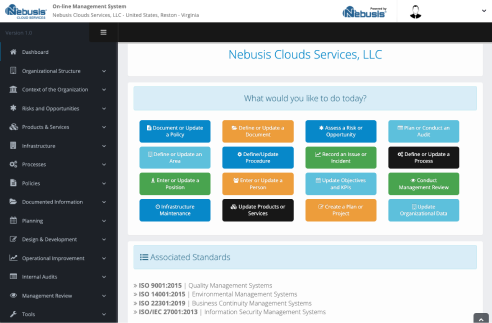 Nebusis
CLOUD SERVICES
On-line Management System
Nebusis Clouds Services, LLC - United States, Reston - Virginia
Powered by
Nebusis
Version 1.0
Dashboard
Organizational Structure
Context of the Organization
Risks and Opportunities
Products & Services
Infrastructure
Processes
Policies
Documented Information
Planning
Design & Development
Operational Improvement
Internal Audits
Management Review
Tools
Nebusis Clouds Services, LLC
What would you like to do today?
Document or Update
a Policy
Define or Update a
Document
Assess a Risk or
Opportunity
Plan or Conduct an
Audit
Define or Update an
Area
Define/Update
Procedure
Record an Issue or
Incident
Define or Update a
Process
Enter or Update a
Position
Enter or Update a
Person
Update Objectives
and KPIs
Conduct
Management Review
Infrastructure
Maintenance
Update Products or
Services
Create a Plan or
Project
Update
Organizational Data
Associated Standards
> ISO 9001:2015 | Quality Management Systems
> ISO 14001:2015 | Environmental Management Systems
> ISO 22301:2019 | Business Continuity Management Systems
> ISO/IEC 27001:2013 | Information Security Management Systems